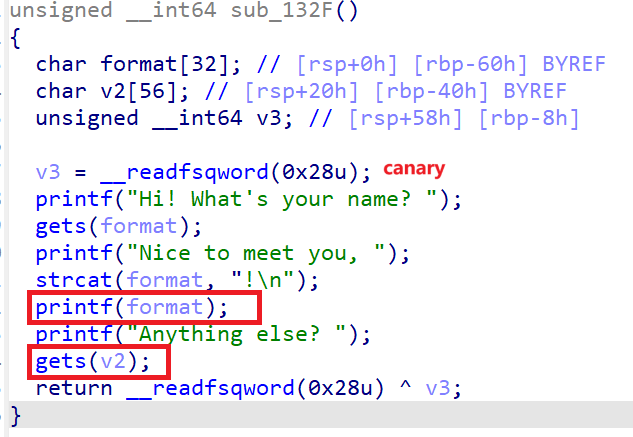 unsigned __int64 sub_132F()
{
char format[32]; // [rsp+0h] [rbp-60h] BYREF
char v2[56]; // [rsp+20h] [rbp-40h] BYREF
unsigned __int64 v3; // [rsp+58h] [rbp-8h]
v3 = __readfsqword(0x28u); canary
printf("Hi! What's your name? ");
gets(format);
printf("Nice to meet you, ");
strcat(format, "!\n");
printf(format);
printf("Anything else? ");
gets(v2);
return __readfsqword(0x28u) ^ v3;
}